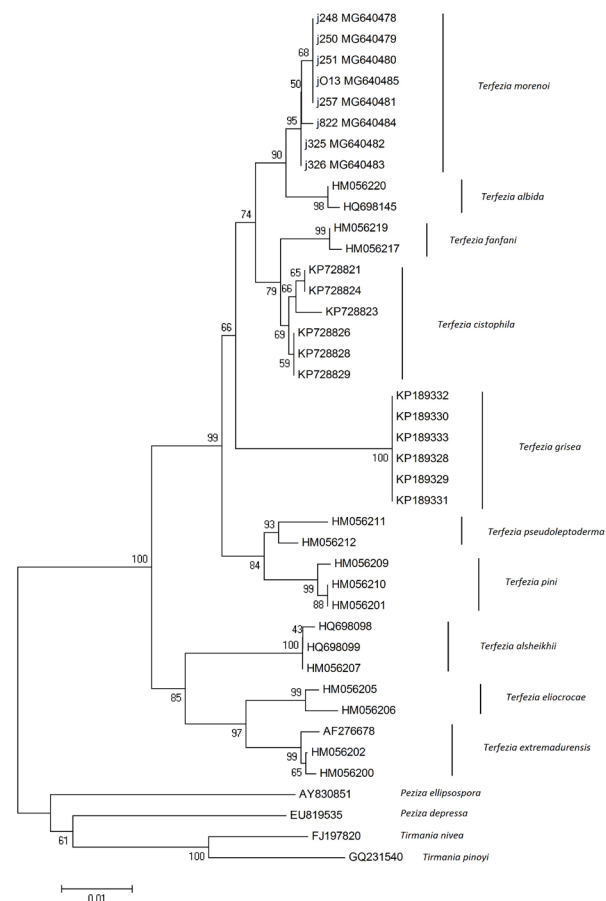 j248 MG640478
j250 MG640479
68
j251 MG640480
Terfezia morenoi
50
jO13 MG640485
j257 MG640481
95
j822 MG640484
j325 MG640482
90
j326 MG640483
HM056220
Terfezia albida
98
HQ698145
74
99
HM056219
Terfezia fanfani
HM056217
65
KP728821
79
66
KP728824
KP728823
Terfezia cistophila
66
69
KP728826
KP728828
59
KP728829
KP189332
KP189330
99
KP189333
Terfezia grisea
100
KP189328
KP189329
KP189331
93
HM056211
Terfezia pseudoleptoderma
HM056212
100
84
HM056209
99
HM056210
Terfezia pini
88
HM056201
43
HQ698098
100
HQ698099
Terfezia alsheikhii
HM056207
85
99
HM056205
Terfezia eliocrocae
HM056206
97
AF276678
99
HM056202
Terfezia extremadurensis
65
HM056200
AY830851
Peziza ellipsospora
EU819535
Peziza depressa
61
FJ197820
Tirmania nivea
100
GQ231540
Tirmania pinoyi
0.01